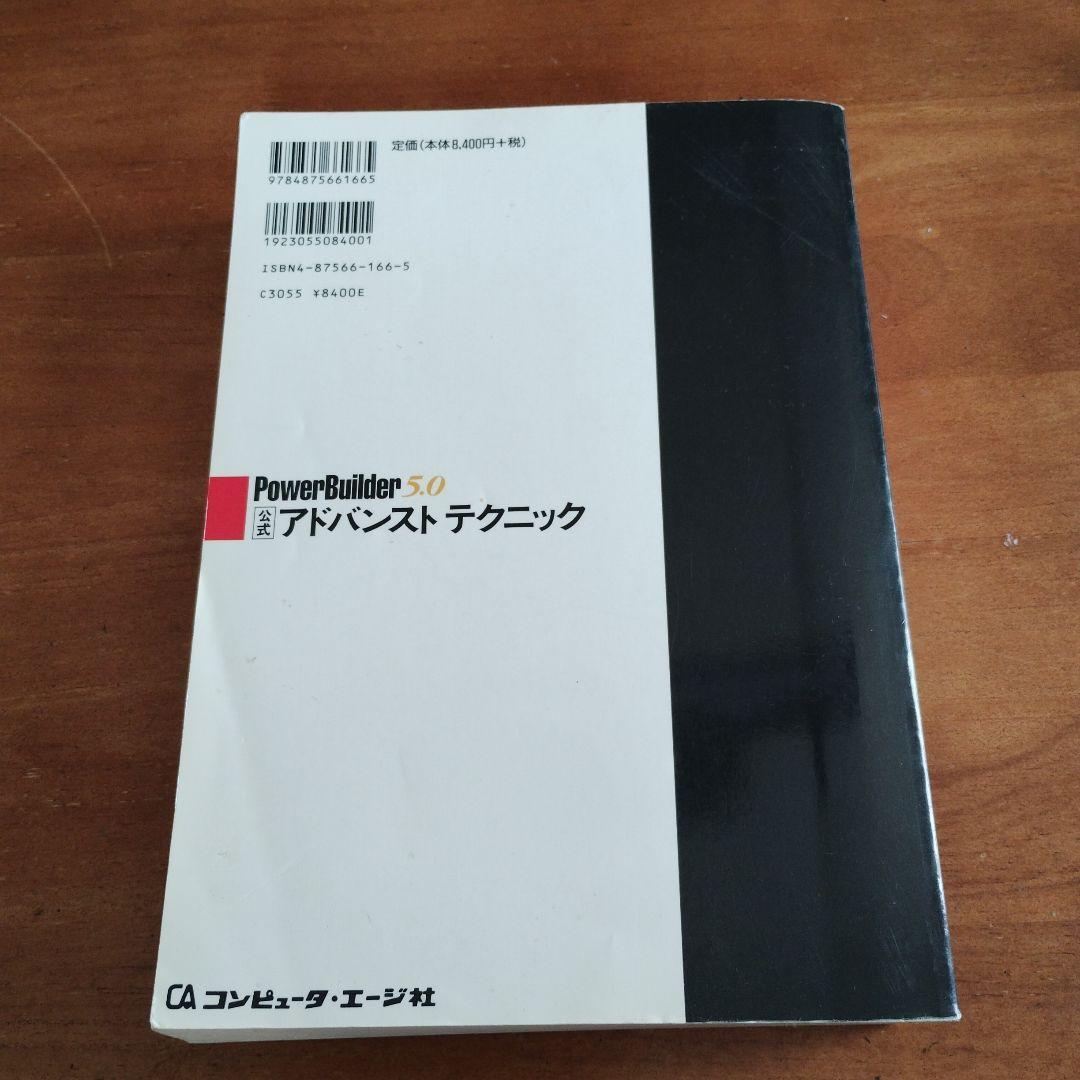 定価(本体8,400円+税)
9784875661665
1923055084001
ISBN4-87566-166-5
C3055 ¥8400E
PowerBuilder 5.0
公式 アドバンスト テクニック
CA コンピュータ・エージ社